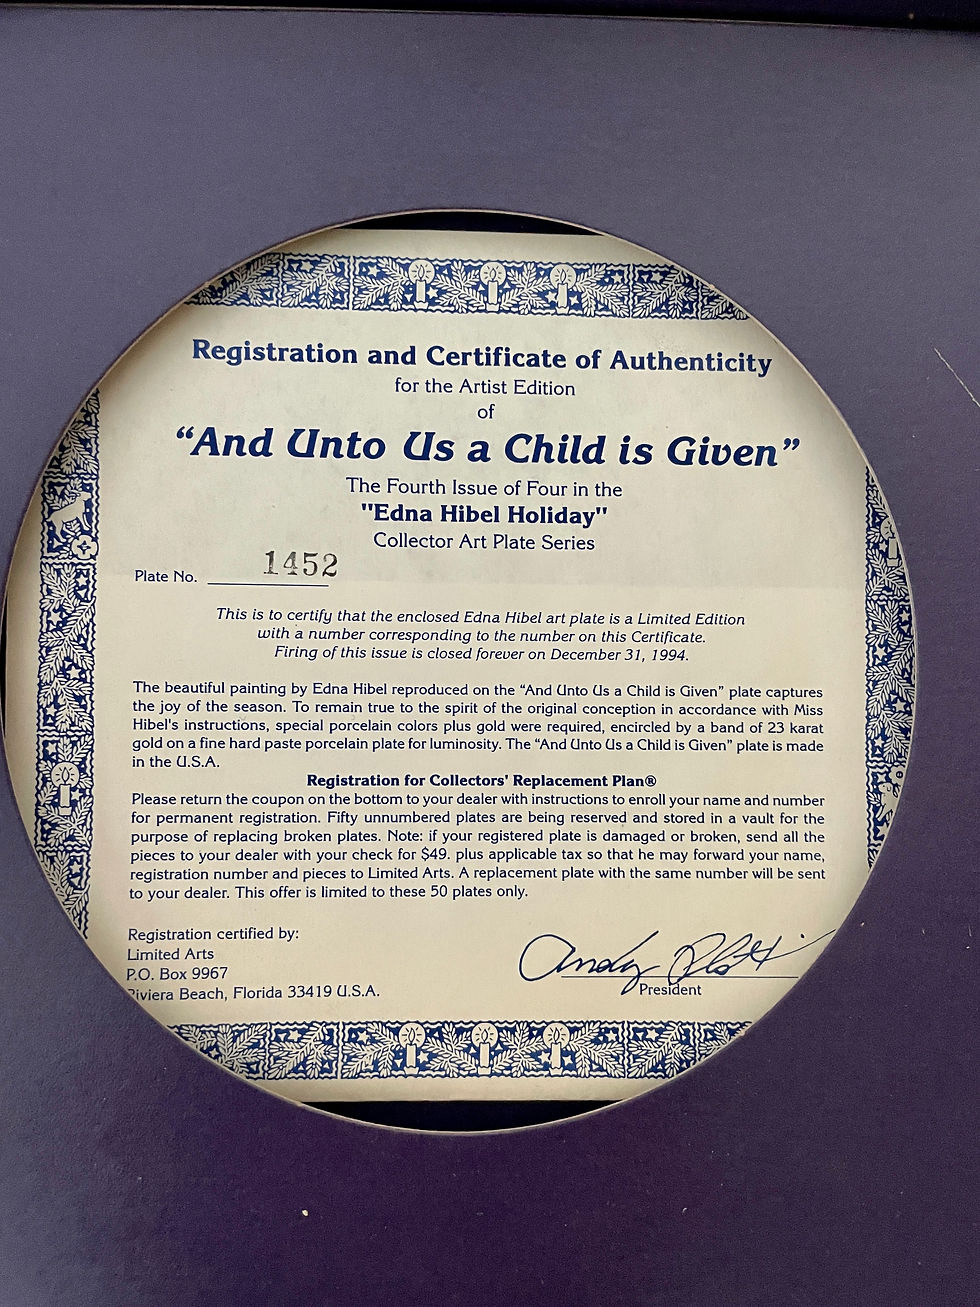 Registration and Certificate of Authenticity
for the Artist Edition
of
“And Unto Us a Child is Given”
The Fourth Issue of Four in the
"Edna Hibel Holiday"
Collector Art Plate Series
Plate No. 1452
This is to certify that the enclosed Edna Hibel art plate is a Limited Edition
with a number corresponding to the number on this Certificate.
Firing of this issue is closed forever on December 31, 1994.
The beautiful painting by Edna Hibel reproduced on the “And Unto Us a Child is Given” plate captures
the joy of the season. To remain true to the spirit of the original conception in accordance with Miss
Hibel's instructions, special porcelain colors plus gold were required, encircled by a band of 23 karat
gold on a fine hard paste porcelain plate for luminosity. The “And Unto Us a Child is Given” plate is made
in the U.S.A.
Registration for Collectors' Replacement Plan®
Please return the coupon on the bottom to your dealer with instructions to enroll your name and number
for permanent registration. Fifty unnumbered plates are being reserved and stored in a vault for the
purpose of replacing broken plates. Note: if your registered plate is damaged or broken, send all the
pieces to your dealer with your check for $49. plus applicable tax so that he may forward your name,
registration number and pieces to Limited Arts. A replacement plate with the same number will be sent
to your dealer. This offer is limited to these 50 plates only.
Registration certified by:
Limited Arts
P.O. Box 9967
Riviera Beach, Florida 33419 U.S.A.
Andy
President